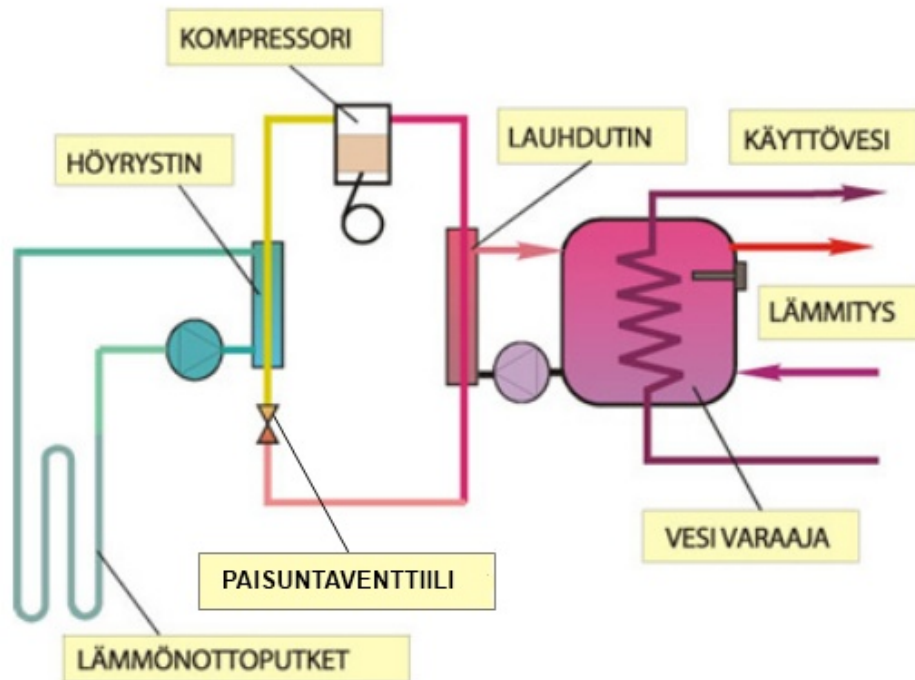 KOMPRESSORI
LAUHDUTIN
KÄYTTÖVESI
HÖYRYSTIN
LÄMMITYS
VESI VARAAJA
PAISUNTAVENTTIILI
LÄMMÖNOTTOPUTKET